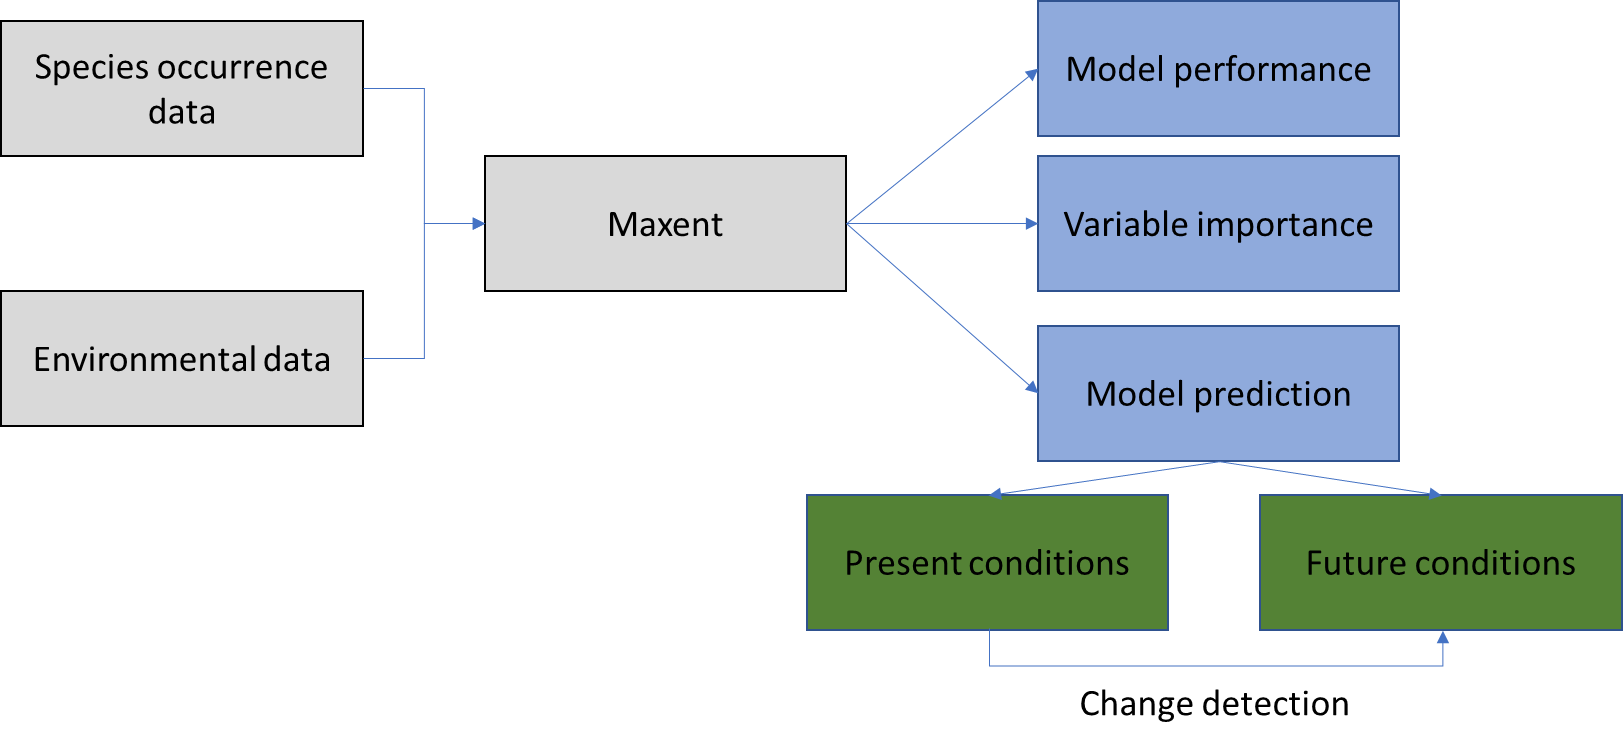 Species occurrence
data
Environmental data
Maxent
Model performance
Variable importance
Model prediction
Present conditions
Future conditions
Change detection